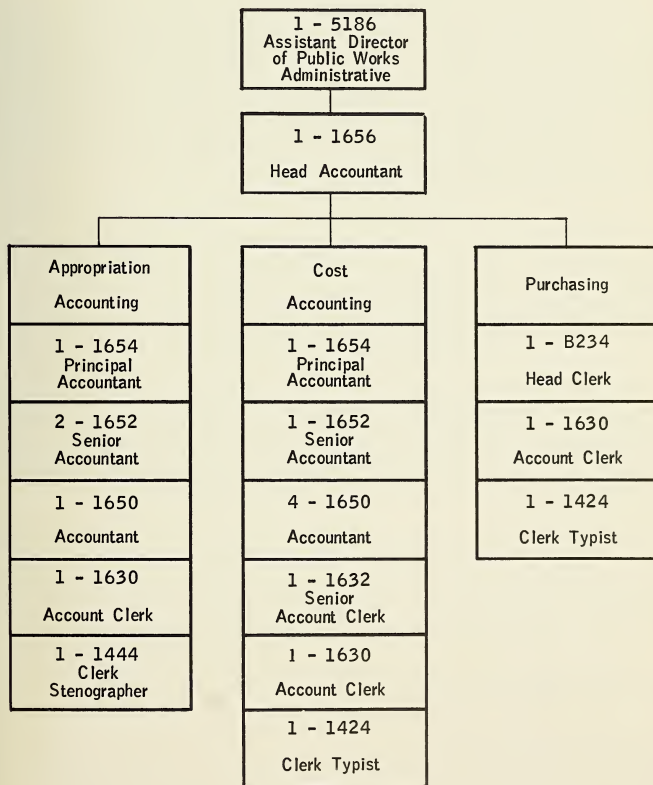 1 - 5186
Assistant Director
of Public Works
Administrative
1 - 1656
Head Accountant
Appropriation
Accounting
1 - 1654
Principal
Accountant
2 - 1652
Senior
Accountant
1 - 1650
Accountant
1 - 1630
Account Clerk
1 - 1444
Clerk
Stenographer
Cost
Accounting
1 - 1654
Principal
Accountant
1 - 1652
Senior
Accountant
4 - 1650
Accountant
1 - 1632
Senior
Account Clerk
1 - 1630
Account Clerk
1 - 1424
Clerk Typist
Purchasing
1 - B234
Head Clerk
1 - 1630
Account Clerk
1 - 1424
Clerk Typist